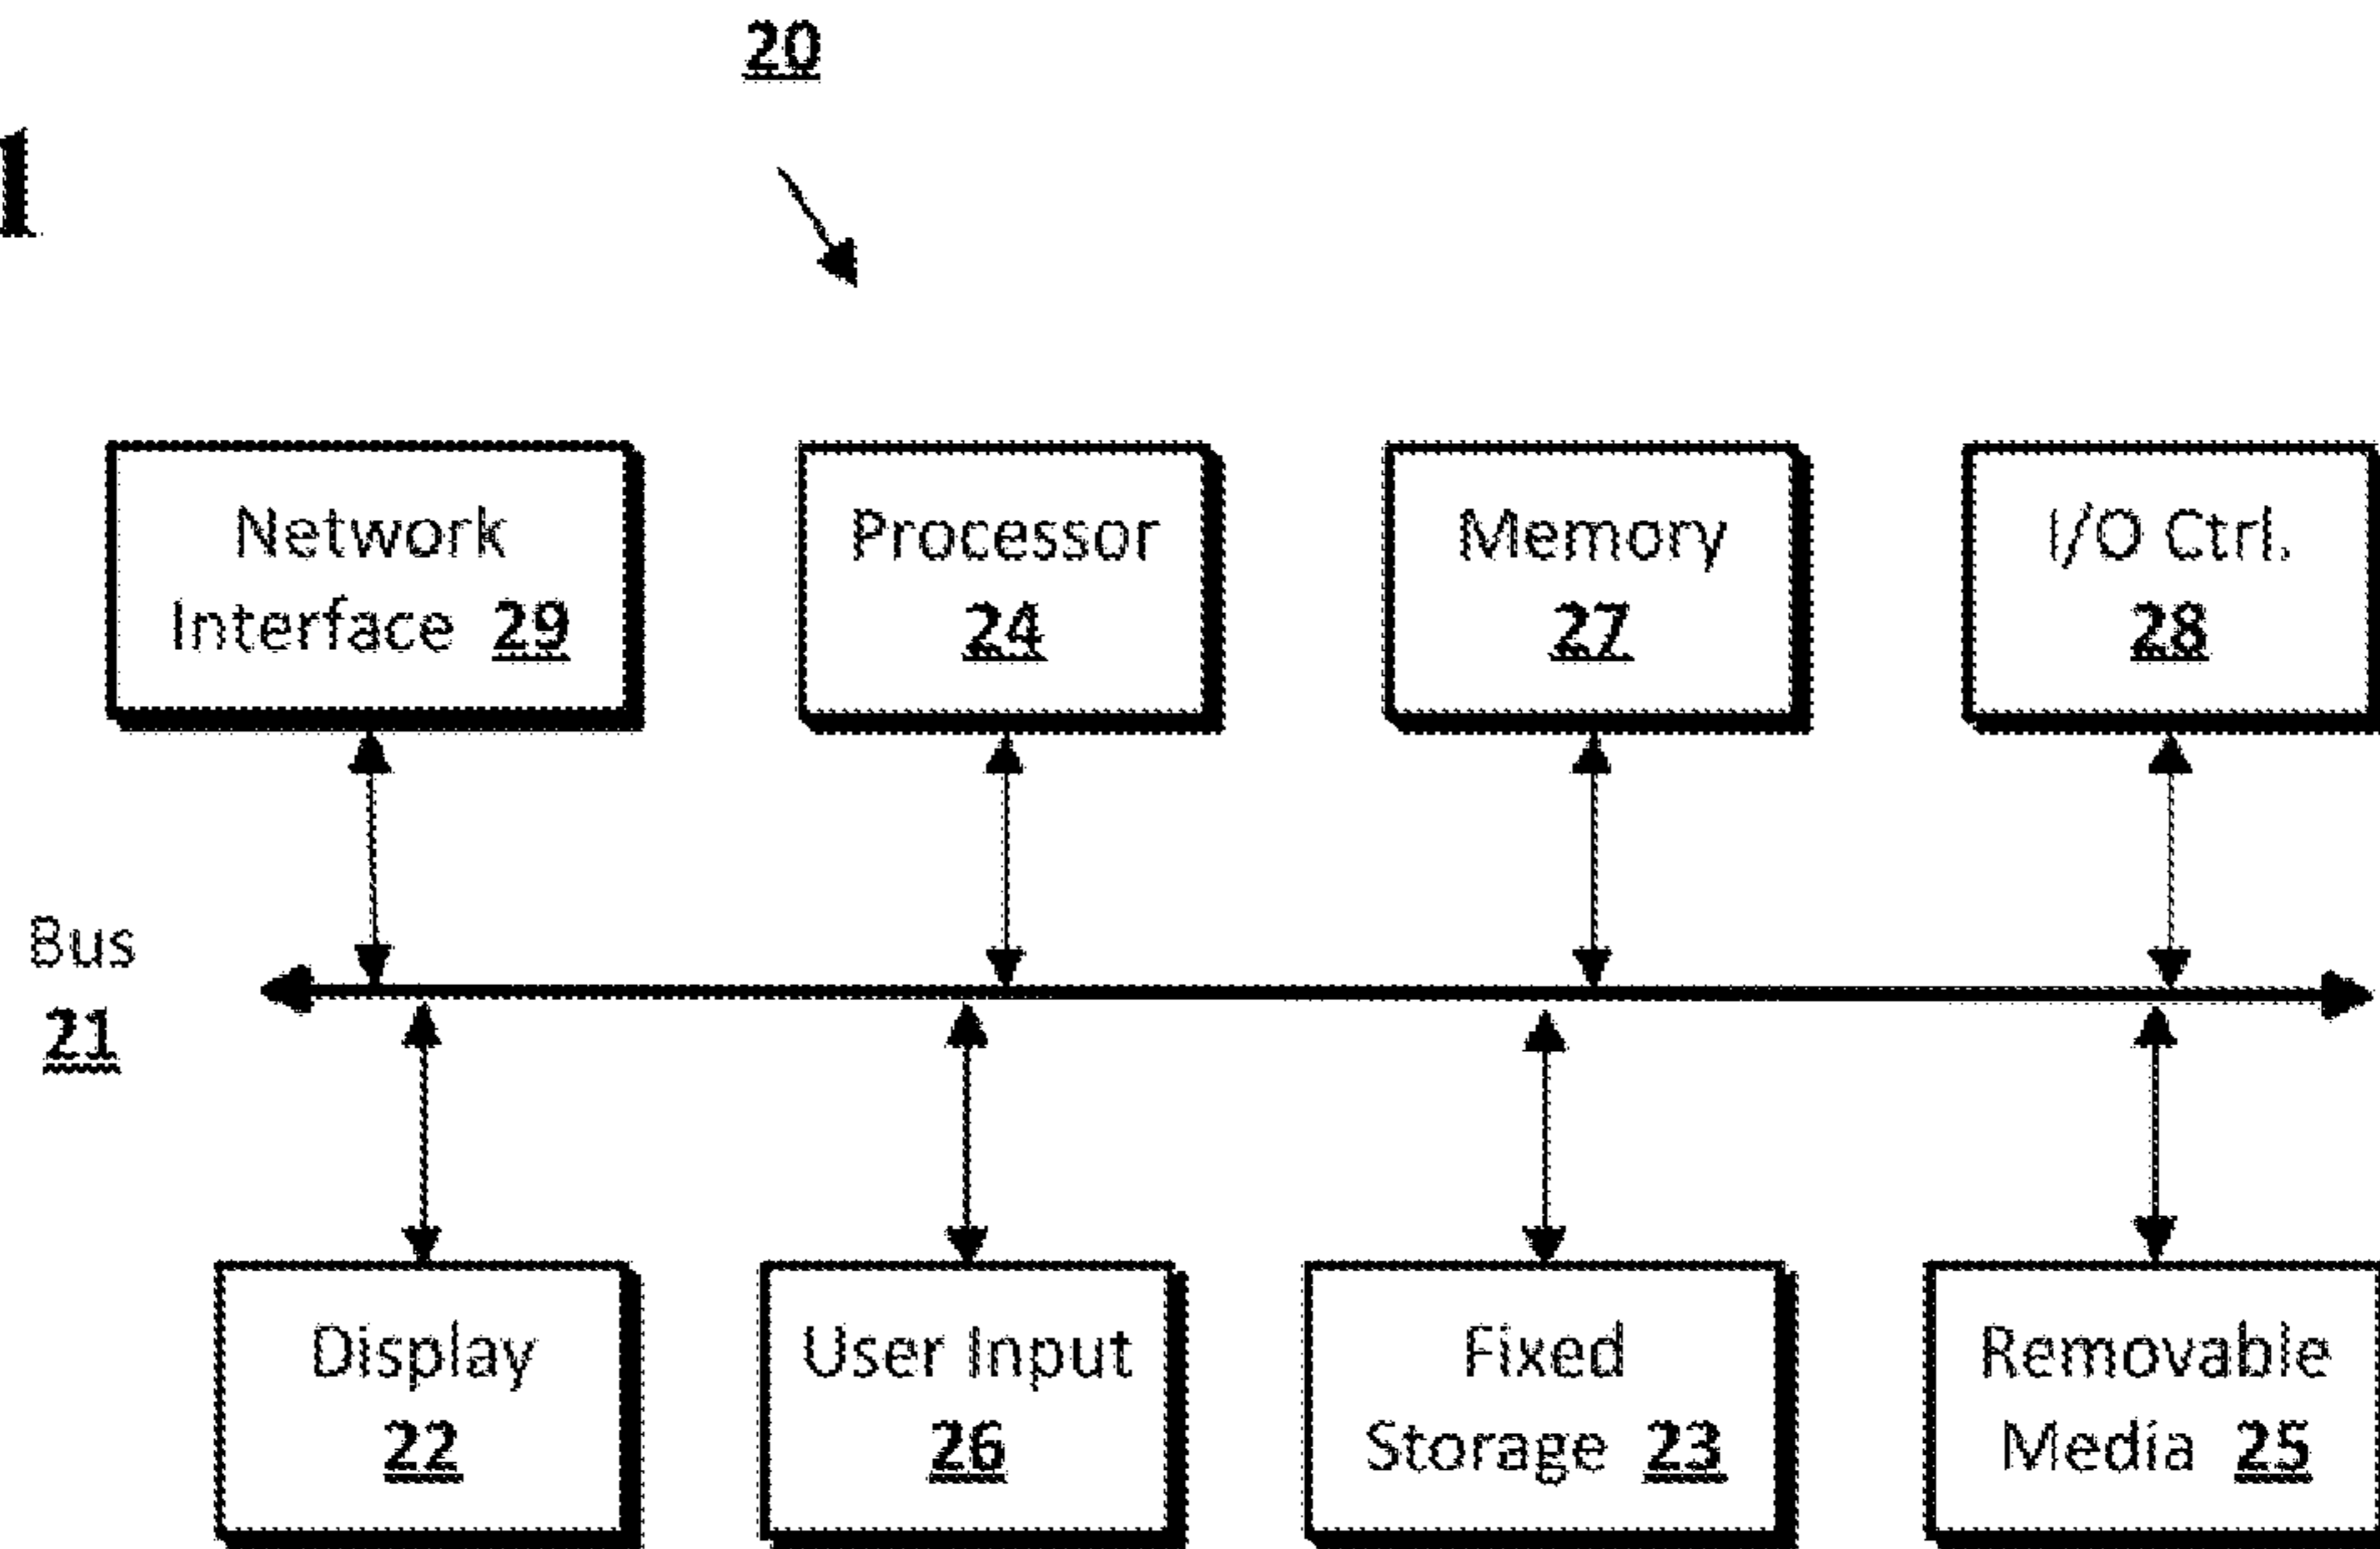 20
1
Network
Interface 29
Processor
24
Memory
27
I/O Ctrl.
28
Bus
21
Display
22
User Input
26
Fixed
Storage 23
Removable
Media 25